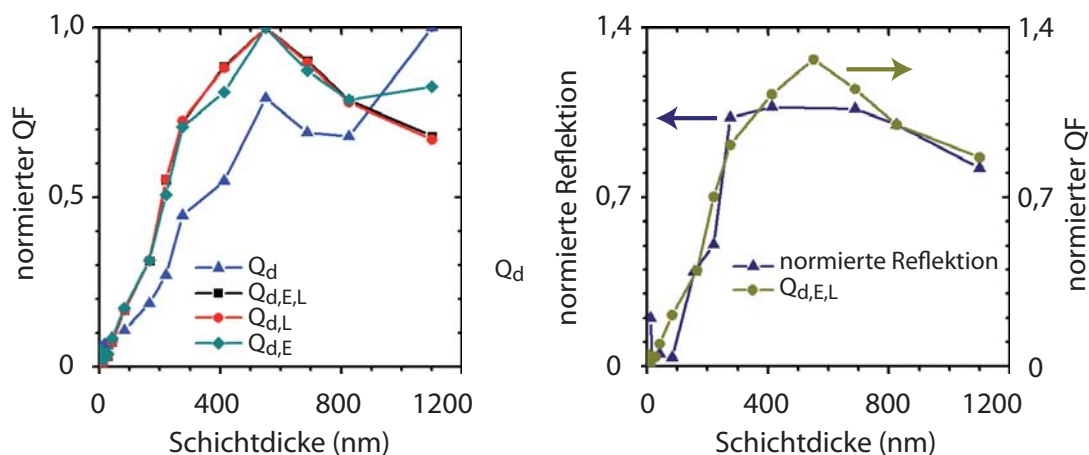 1,0
0,5
0
normierter QF
Q_d
Q_d,E,L
Q_d,L
Q_d,E
0 400 800 1200
Schichtdicke (nm)
Q_d
1,4
0,7
0
normierte Reflektion
normierte Reflektion
Q_d,E,L
0 400 800 1200
Schichtdicke (nm)
1,4
0,7
0
normierter QF